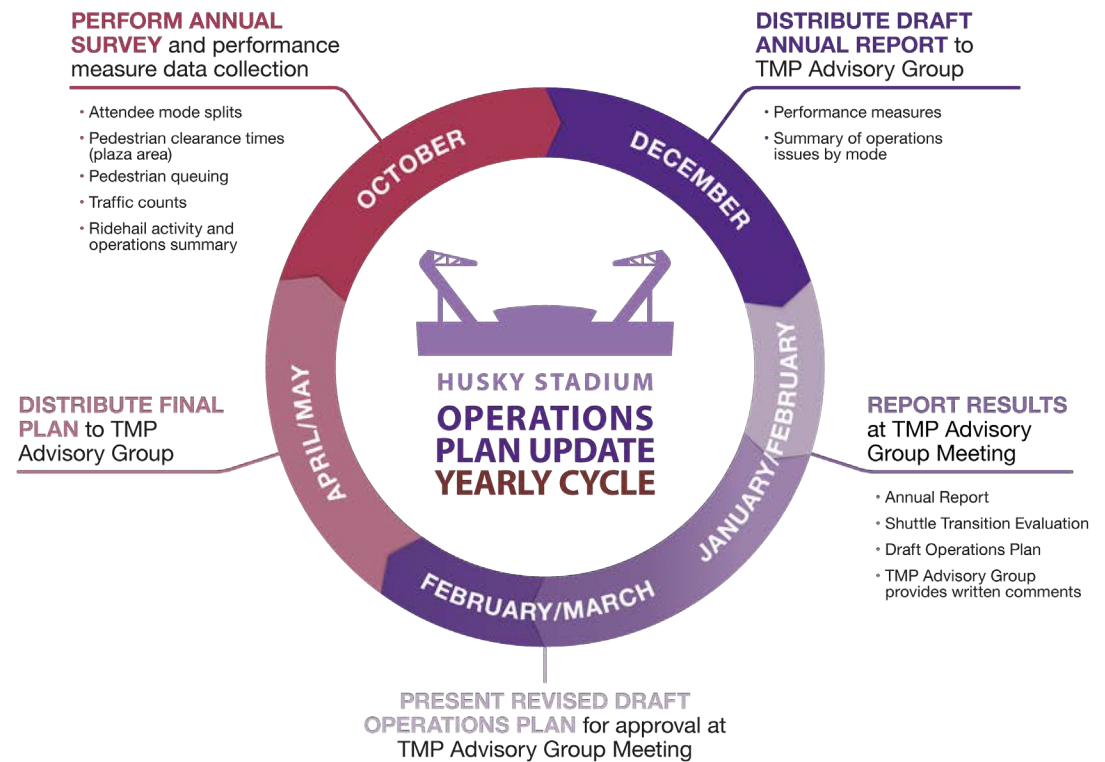 PERFORM ANNUAL
SURVEY and performance
measure data collection
• Attendee mode splits
• Pedestrian clearance times
(plaza area)
• Pedestrian queuing
• Traffic counts
• Ridehail activity and
operations summary
DISTRIBUTE DRAFT
ANNUAL REPORT to
TMP Advisory Group
• Performance measures
• Summary of operations
issues by mode
OCTOBER
DECEMBER
JANUARY/FEBRUARY
FEBRUARY/MARCH
APRIL/MAY
HUSKY STADIUM
OPERATIONS
PLAN UPDATE
YEARLY CYCLE
DISTRIBUTE FINAL
PLAN to TMP
Advisory Group
REPORT RESULTS
at TMP Advisory
Group Meeting
• Annual Report
• Shuttle Transition Evaluation
• Draft Operations Plan
• TMP Advisory Group
provides written comments
PRESENT REVISED DRAFT
OPERATIONS PLAN for approval at
TMP Advisory Group Meeting